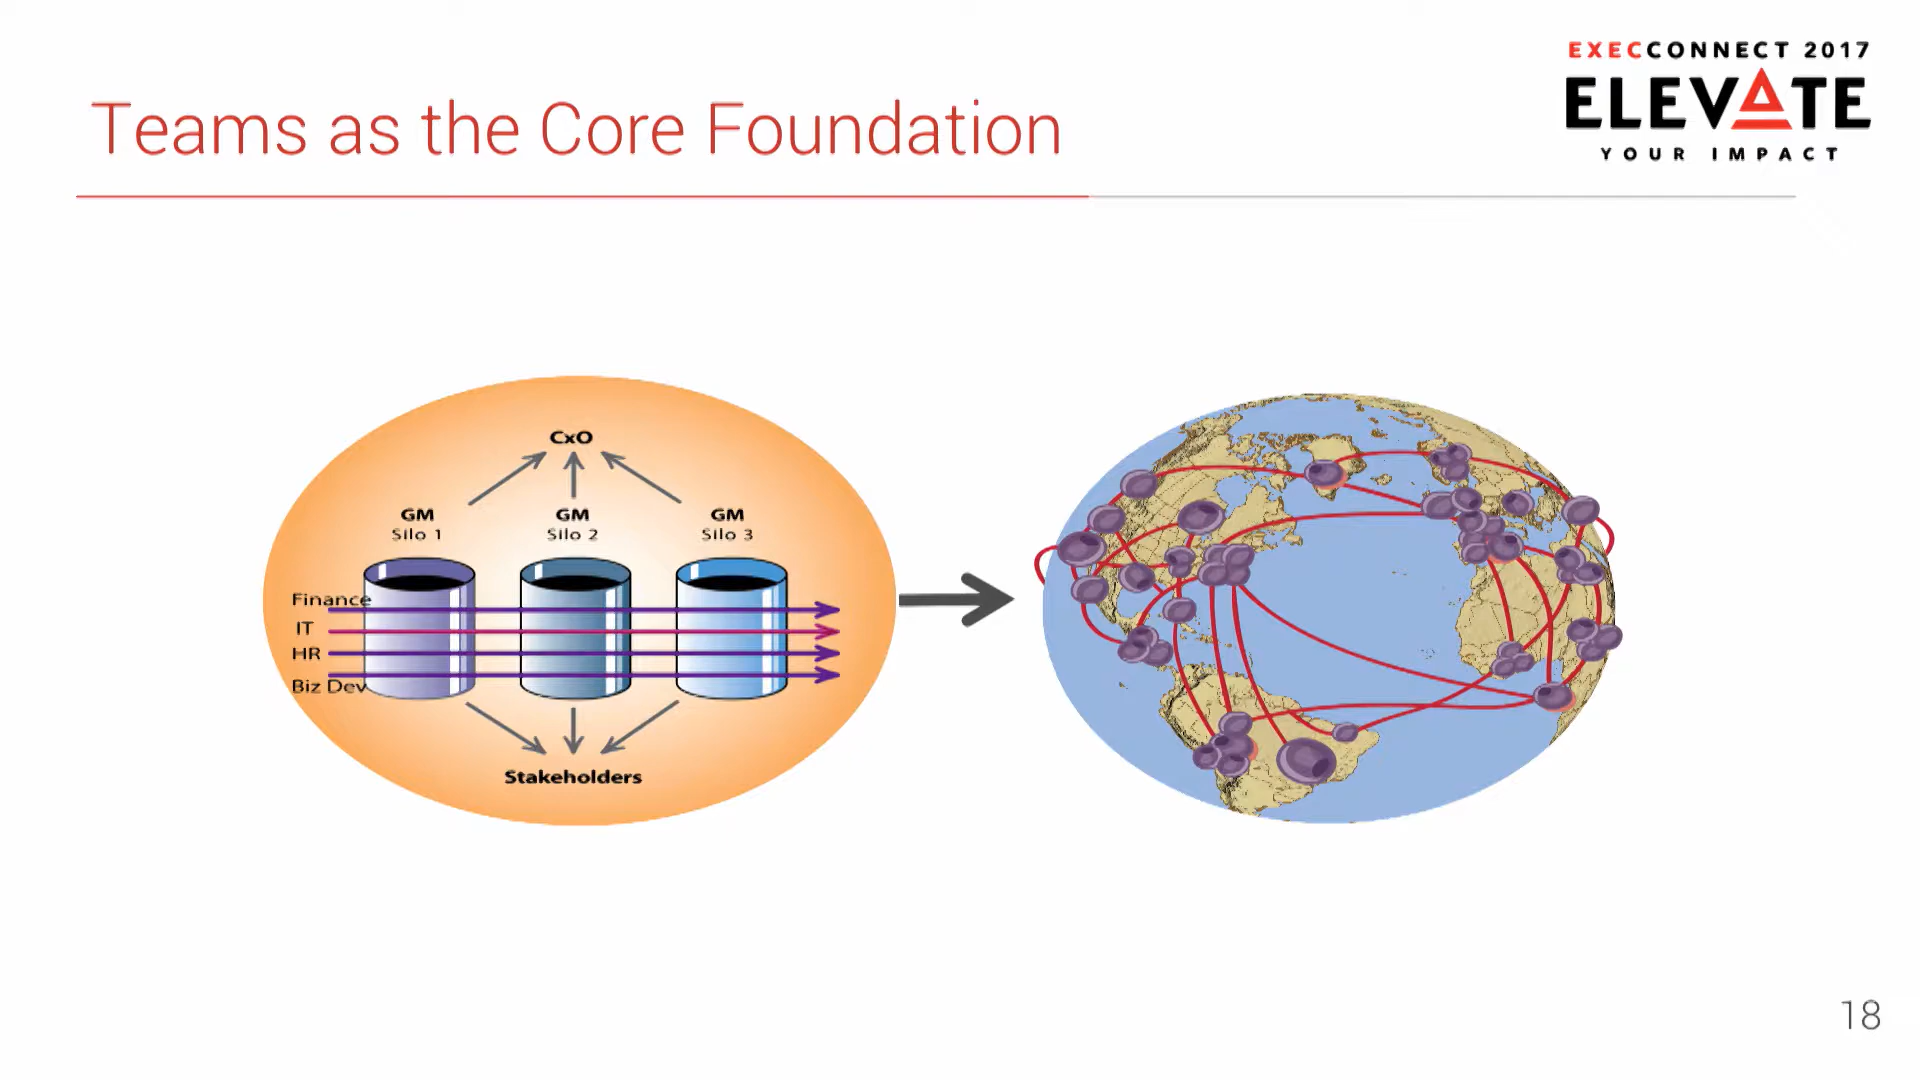 EXECCONNECT 2017
ELEVATE
YOUR IMPACT
Teams as the Core Foundation
CxO
GM GM GM
Silo 1 Silo 2 Silo 3
Finance
IT
HR
Biz Dev
Stakeholders
18